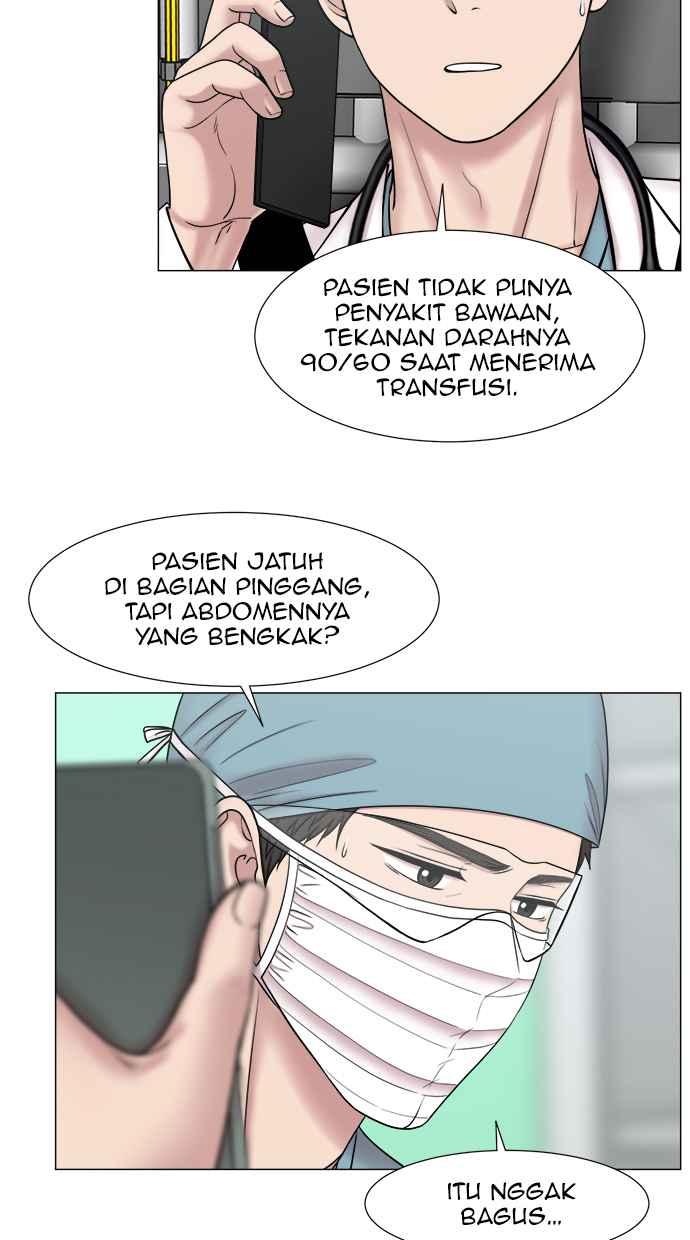 PASIEN TIDAK PUNYA
PENYAKIT BAWAAN,
TEKANAN DARAHNYA
90/60 SAAT MENERIMA
TRANSFUSI.
PASIEN JATUH
DI BAGIAN PINGGANG,
TAPI ABDOMENNYA
YANG BENGKAK?
ITU NGGAK
BAGUS...